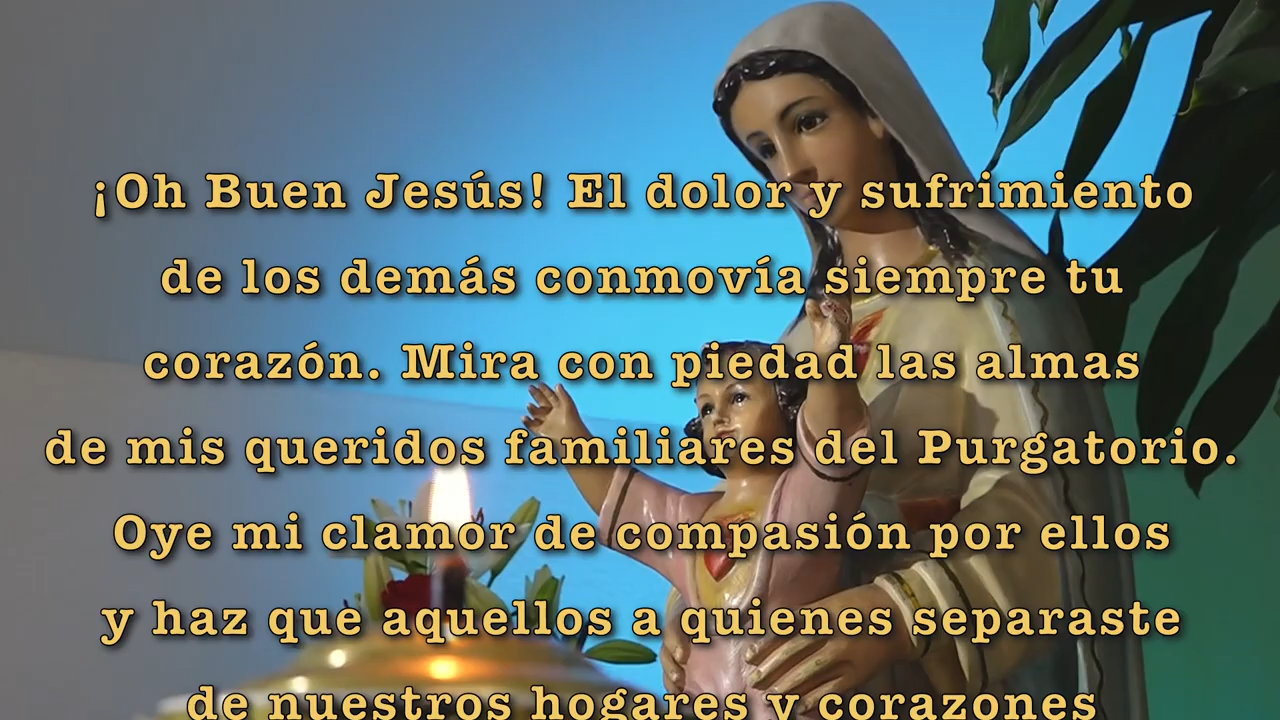 ¡Oh Buen Jesús! El dolor y sufrimiento
de los demás conmovía siempre tu
corazón. Mira con piedad las almas
de mis queridos familiares del Purgatorio.
Oye mi clamor de compasión por ellos
y haz que aquellos a quienes separaste
de nuestros hogares y corazones